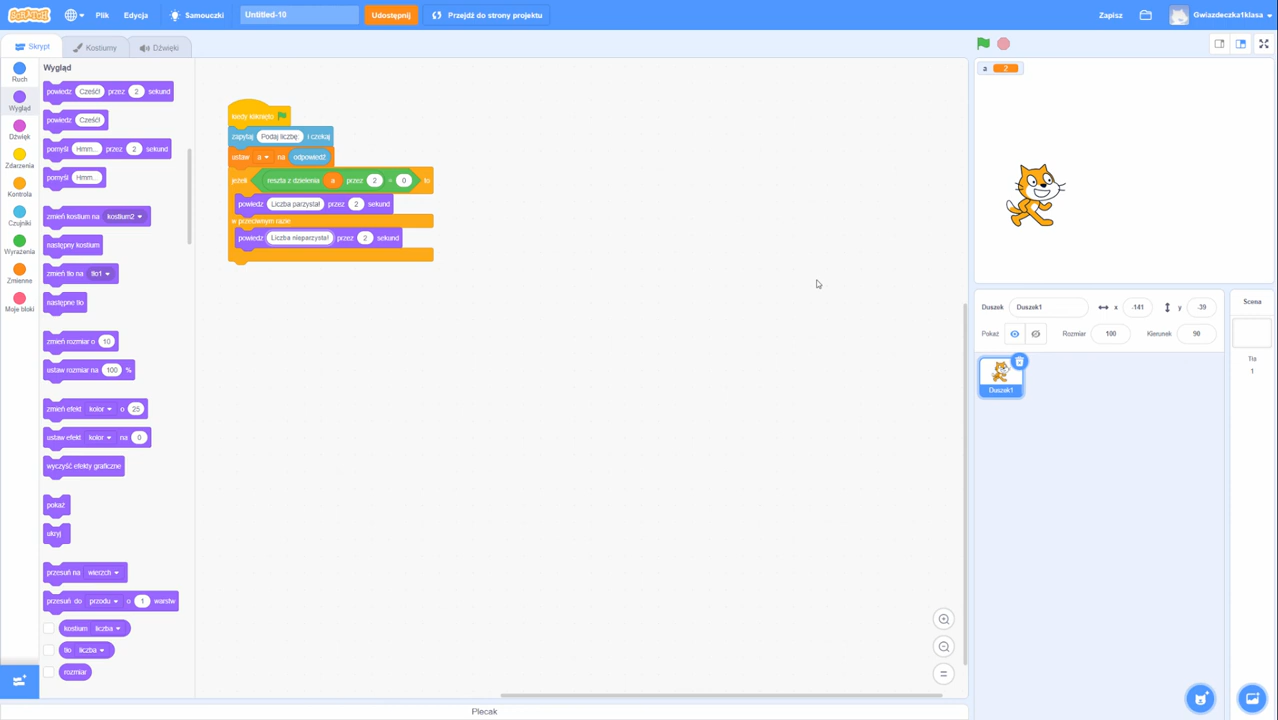 SCRATCH Plik Edycja Samouczki Untitled-10 Udostępnij Przejdź do strony projektu Zapisz Gwiazdeczka1klasa
Skrypt Kostiumy Dźwięki
Ruch
Wygląd
Dźwięk
Zdarzenia
Kontrola
Czujniki
Wyrażenia
Zmienne
Moje bloki
Wygląd
powiedz Cześć! przez 2 sekund
powiedz Cześć!
pomyśl Hmm... przez 2 sekund
pomyśl Hmm...
zmień kostium na kostium2
następny kostium
zmień tło na tło1
następne tło
zmień rozmiar o 10
ustaw rozmiar na 100 %
zmień efekt kolor o 25
ustaw efekt kolor na 0
wyczyść efekty graficzne
pokaż
ukryj
przesuń na wierzch
przesuń do przodu o 1 warstw
kostium liczba
tło liczba
rozmiar
kiedy kliknięto
zapytaj Podaj liczbę: i czekaj
ustaw a na odpowiedź
jeżeli reszta z dzielenia a przez 2 = 0 to
powiedz Liczba parzysta! przez 2 sekund
w przeciwnym razie
powiedz Liczba nieparzysta! przez 2 sekund
a 2
Duszek Duszek1 x -141 y -39
Pokaż Rozmiar 100 Kierunek 90
Duszek1
Scena
Tła
1
Plecak